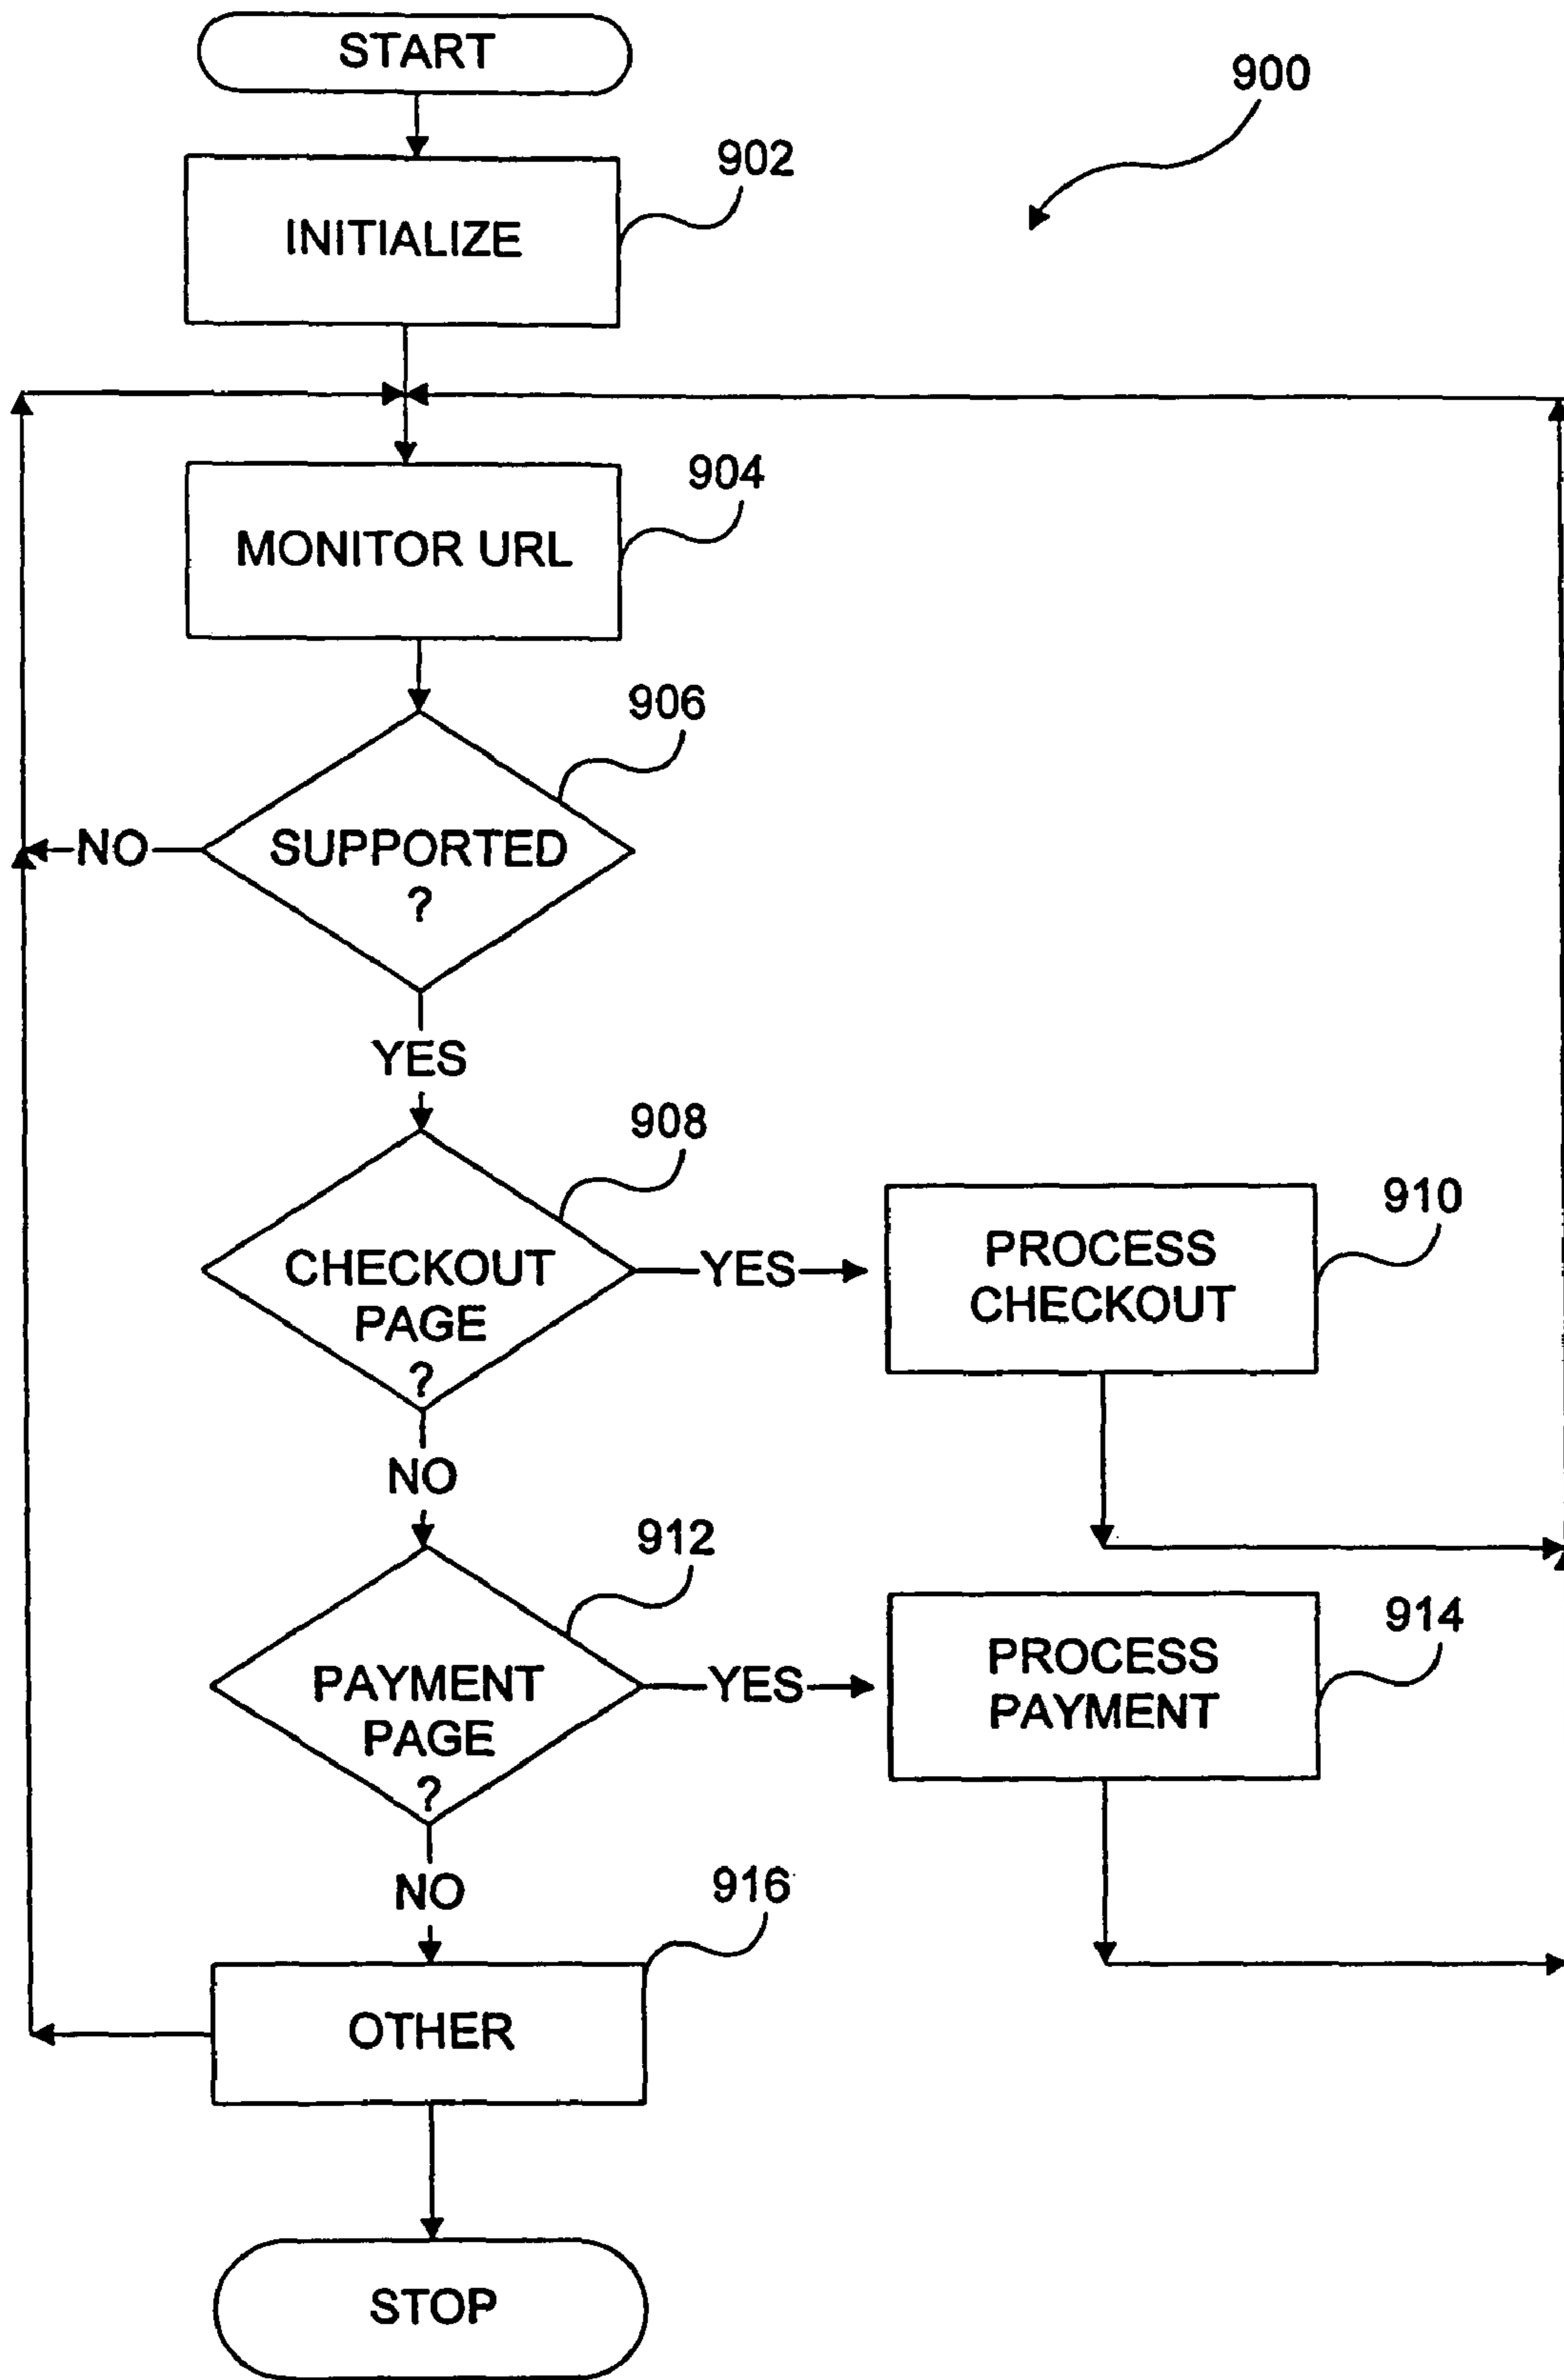 START
900
902
INITIALIZE
904
MONITOR URL
906
NO
SUPPORTED
?
YES
908
CHECKOUT
PAGE
?
YES
910
PROCESS
CHECKOUT
NO
912
PAYMENT
PAGE
?
YES
914
PROCESS
PAYMENT
NO
916
OTHER
STOP